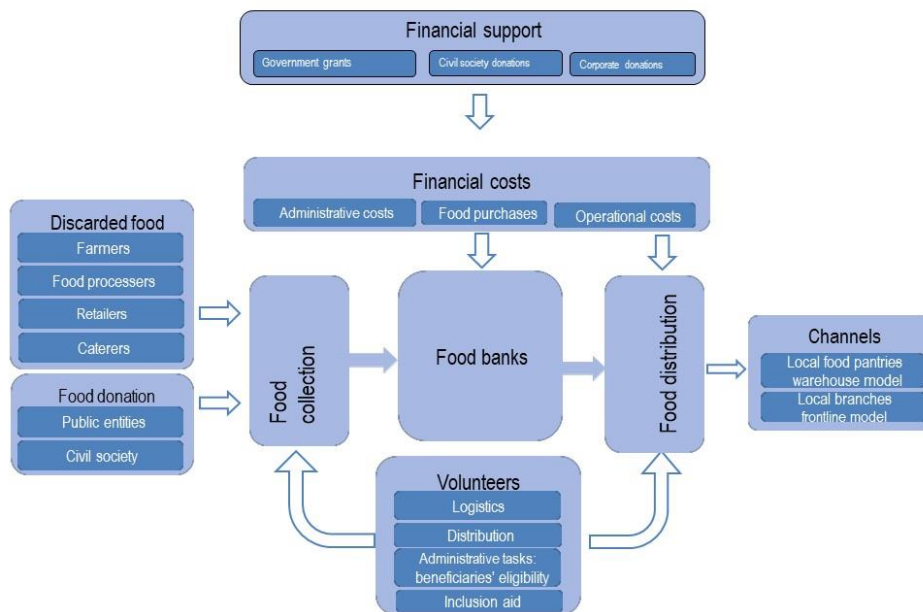 Financial support
Government grants
Civil society donations
Corporate donations
Financial costs
Administrative costs
Food purchases
Operational costs
Discarded food
Farmers
Food processers
Retailers
Caterers
Food donation
Public entities
Civil society
Food
collection
Food banks
Food distribution
Channels
Local food pantries
warehouse model
Local branches
frontline model
Volunteers
Logistics
Distribution
Administrative tasks:
beneficiaries' eligibility
Inclusion aid